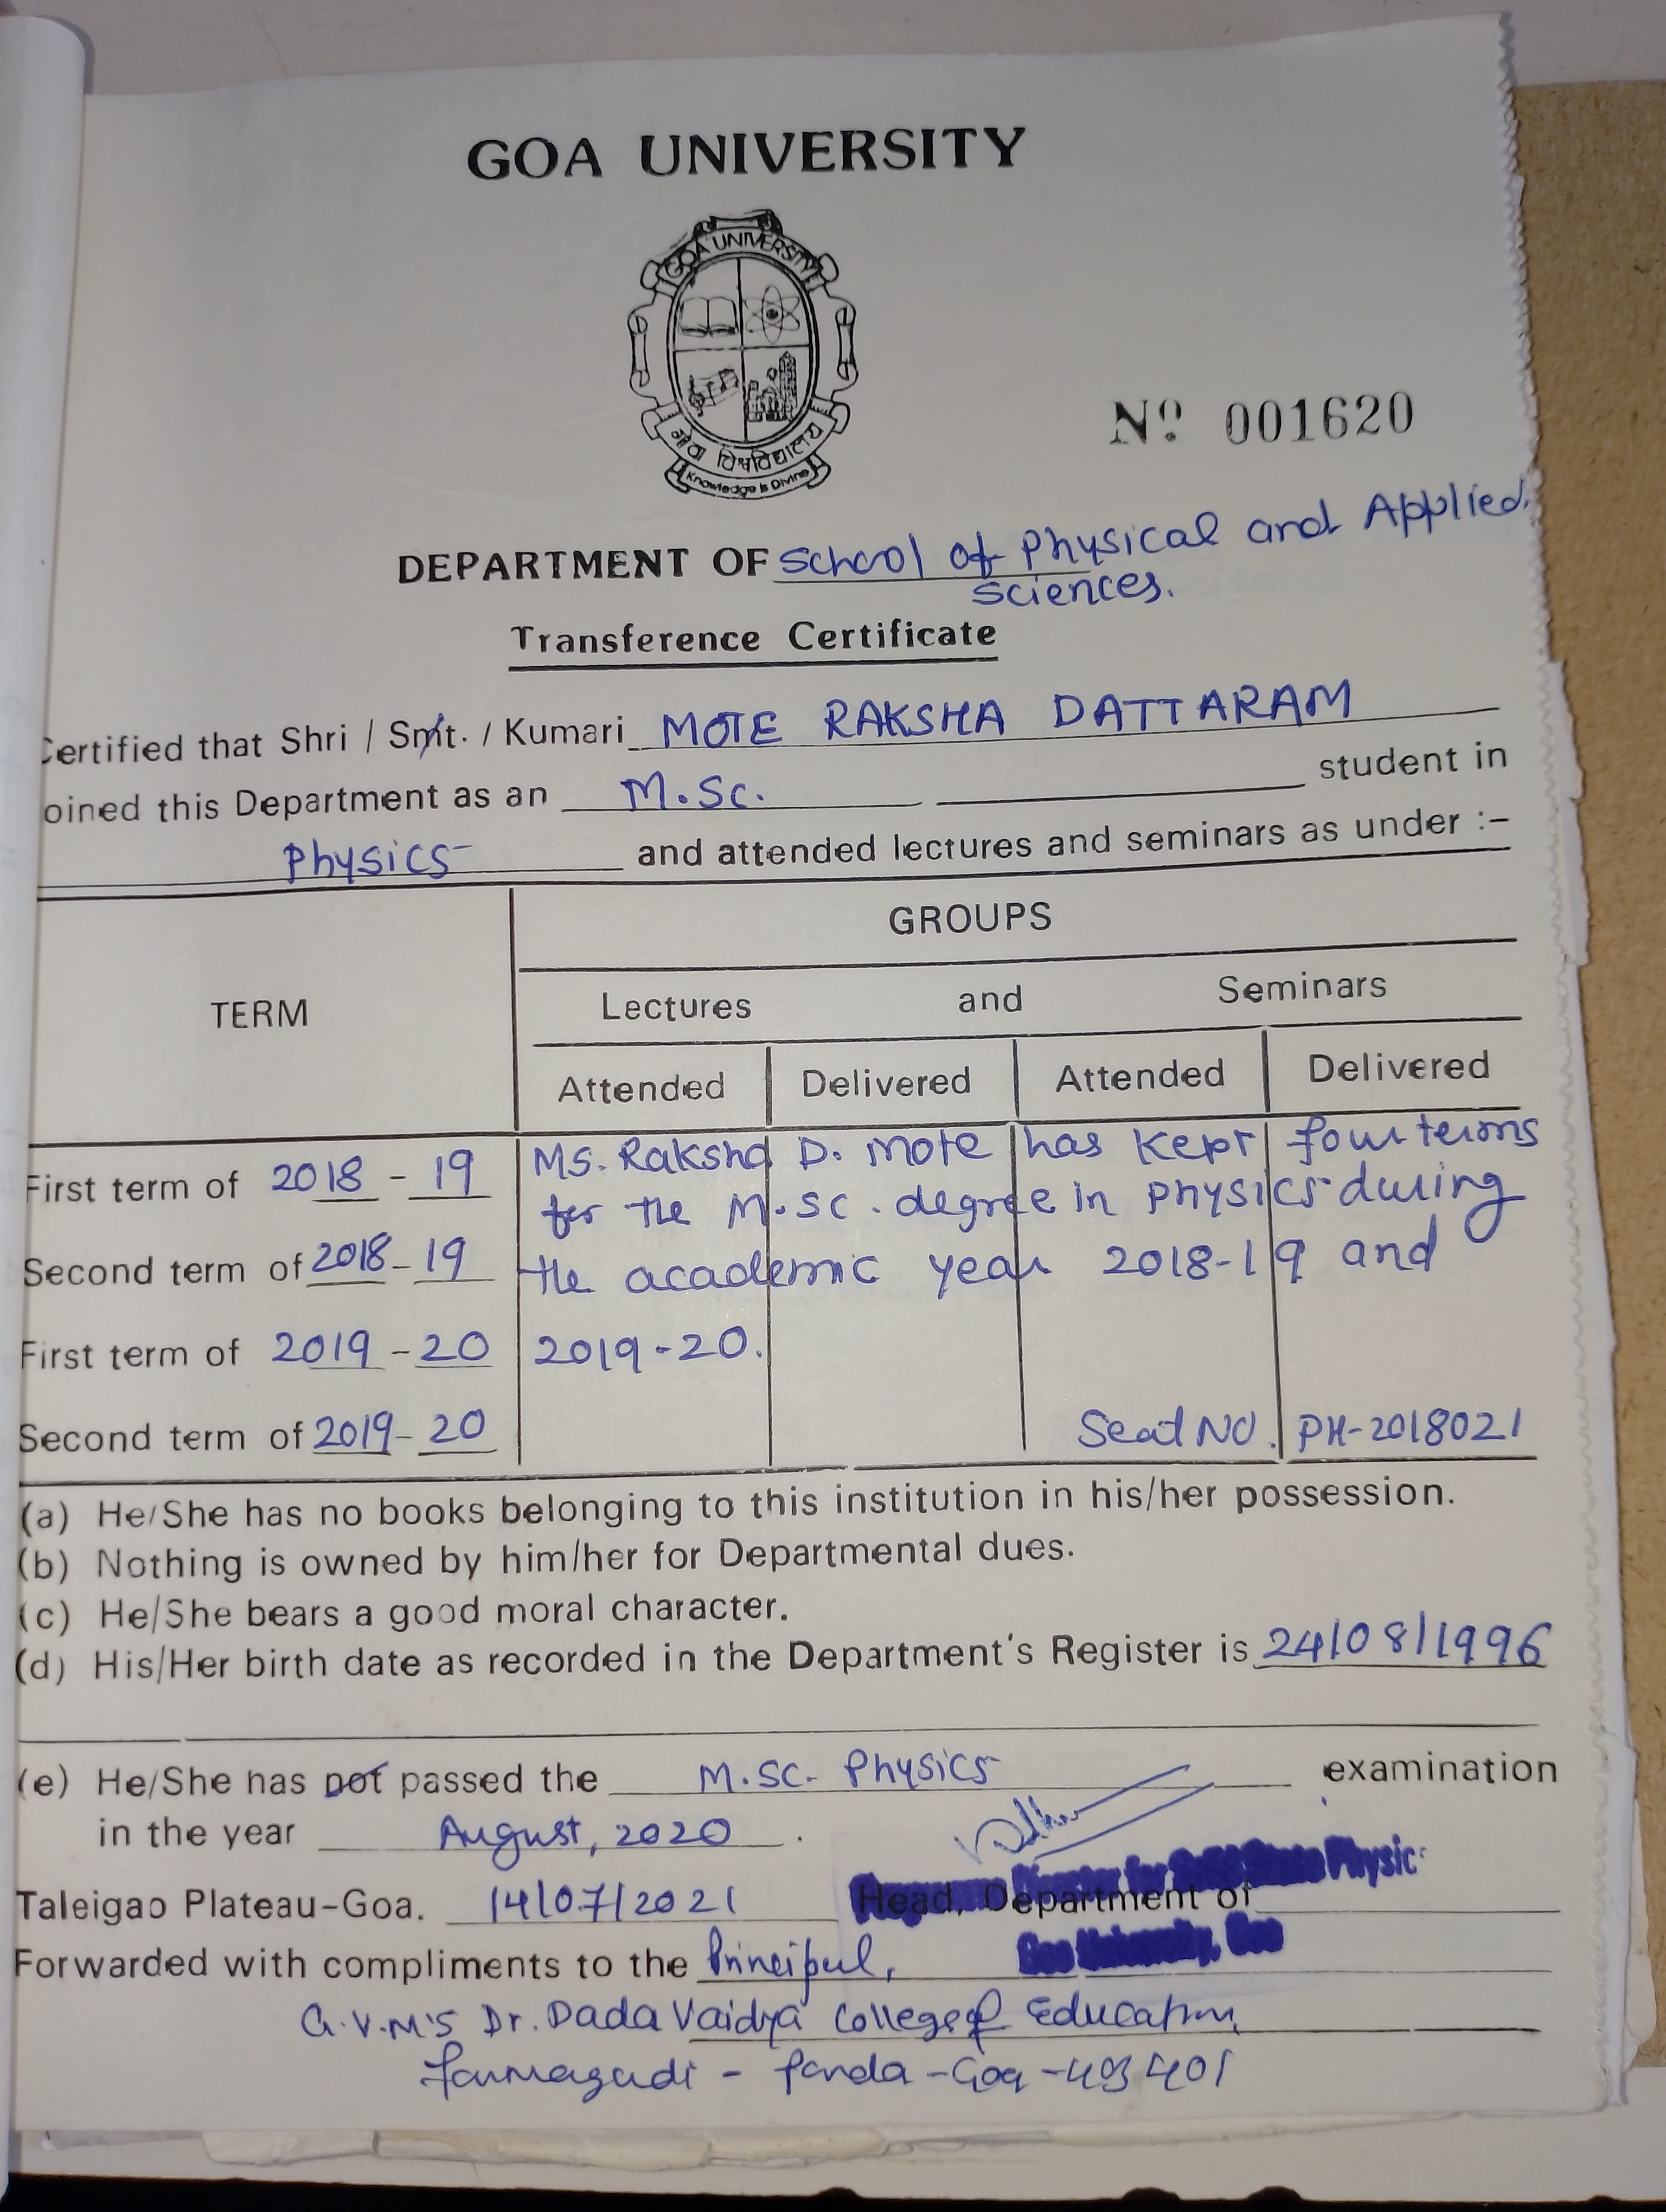 GOA UNIVERSITY
GOA UNIVERSITY
गोवा विश्वविद्यालय
Knowledge is Divine
Nº 001620
DEPARTMENT OF School of Physical and Applied
Sciences.
Transference Certificate
Certified that Shri / Smt. / Kumari MOTE RAKSHA DATTARAM
oined this Department as an M.Sc. student in
Physics and attended lectures and seminars as under :–
GROUPS
TERM
Lectures and Seminars
Attended Delivered Attended Delivered
First term of 2018 - 19
Ms. Raksha D. Mote has kept four terms
for the M.Sc. degree in Physics during
Second term of 2018-19
the academic year 2018-19 and
First term of 2019 - 20
2019-20.
Second term of 2019-20
Seat NO. PH-2018021
(a) He/She has no books belonging to this institution in his/her possession.
(b) Nothing is owned by him/her for Departmental dues.
(c) He/She bears a good moral character.
(d) His/Her birth date as recorded in the Department's Register is 24/08/1996
(e) He/She has not passed the M.Sc. Physics examination
in the year August, 2020.
Physic
Taleigao Plateau-Goa. 14/07/2021 Head, Department of
Goa University, Goa
Forwarded with compliments to the Principal,
G.V.M'S Dr. Dada Vaidya College of Education,
Farmagudi - Ponda - Goa - 403401